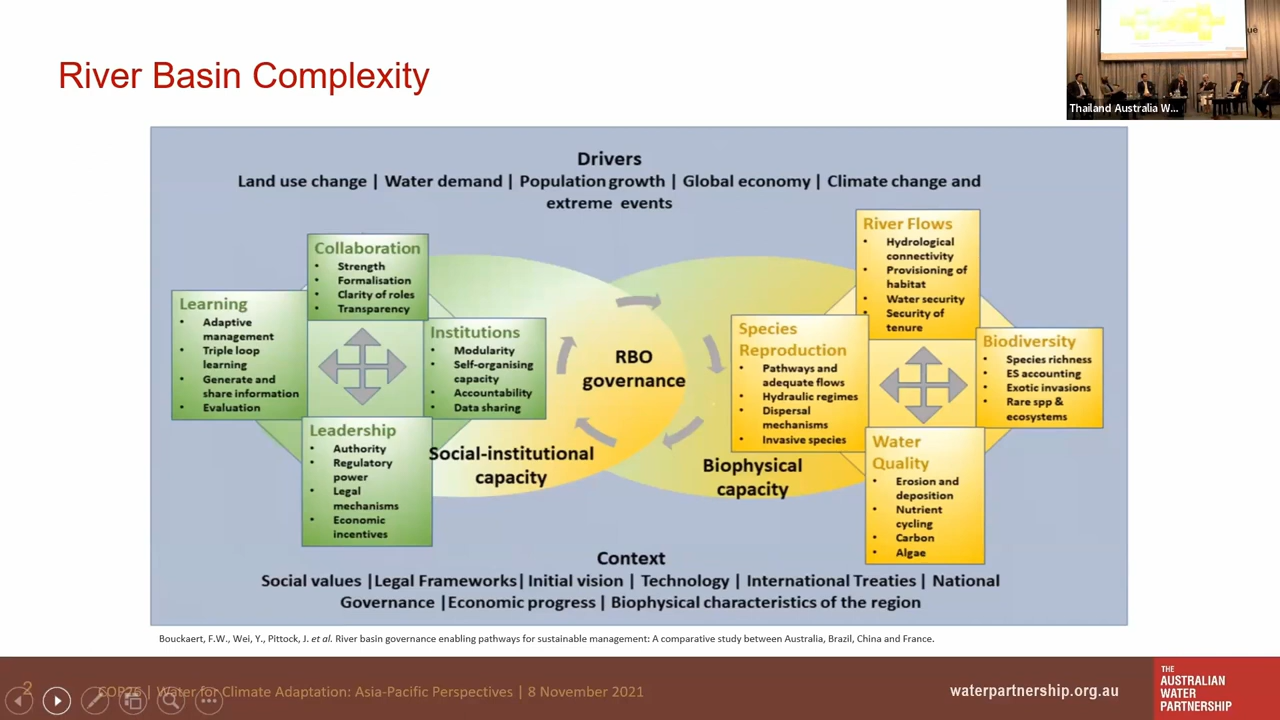 River Basin Complexity
Thailand Australia W...
Drivers
Land use change | Water demand | Population growth | Global economy | Climate change and
extreme events
Collaboration
• Strength
• Formalisation
• Clarity of roles
• Transparency
Learning
• Adaptive
management
• Triple loop
learning
• Generate and
share information
• Evaluation
Institutions
• Modularity
• Self-organising
capacity
• Accountability
• Data sharing
Leadership
• Authority
• Regulatory
power
• Legal
mechanisms
• Economic
incentives
Social-institutional
capacity
RBO
governance
Biophysical
capacity
River Flows
• Hydrological
connectivity
• Provisioning of
habitat
• Water security
• Security of
tenure
Species
Reproduction
• Pathways and
adequate flows
• Hydraulic regimes
• Dispersal
mechanisms
• Invasive species
Biodiversity
• Species richness
• ES accounting
• Exotic invasions
• Rare spp &
ecosystems
Water
Quality
• Erosion and
deposition
• Nutrient
cycling
• Carbon
• Algae
Context
Social values |Legal Frameworks| Initial vision | Technology | International Treaties | National
Governance |Economic progress | Biophysical characteristics of the region
Bouckaert, F.W., Wei, Y., Pittock, J. et al. River basin governance enabling pathways for sustainable management: A comparative study between Australia, Brazil, China and France.
2
COP26 | Water for Climate Adaptation: Asia-Pacific Perspectives | 8 November 2021
waterpartnership.org.au
THE
AUSTRALIAN
WATER
PARTNERSHIP